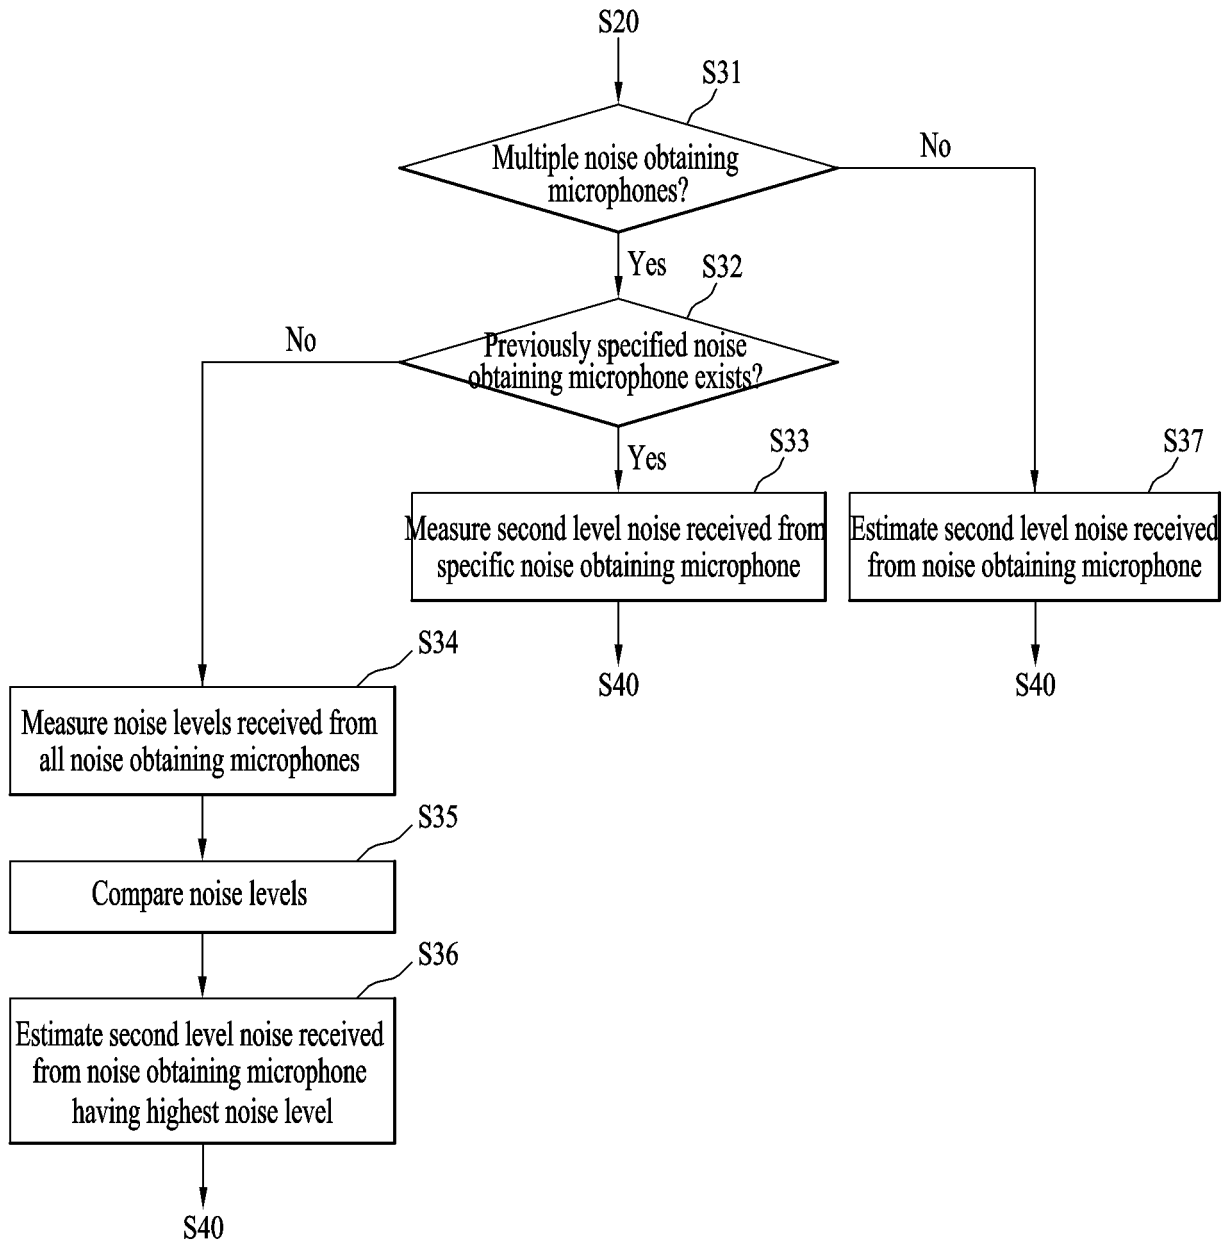 S20
S31
Multiple noise obtaining
microphones?
No
Yes
S32
Previously specified noise
obtaining microphone exists?
No
Yes
S33
Measure second level noise received from
specific noise obtaining microphone
S40
S37
Estimate second level noise received
from noise obtaining microphone
S40
S34
Measure noise levels received from
all noise obtaining microphones
S35
Compare noise levels
S36
Estimate second level noise received
from noise obtaining microphone
having highest noise level
S40